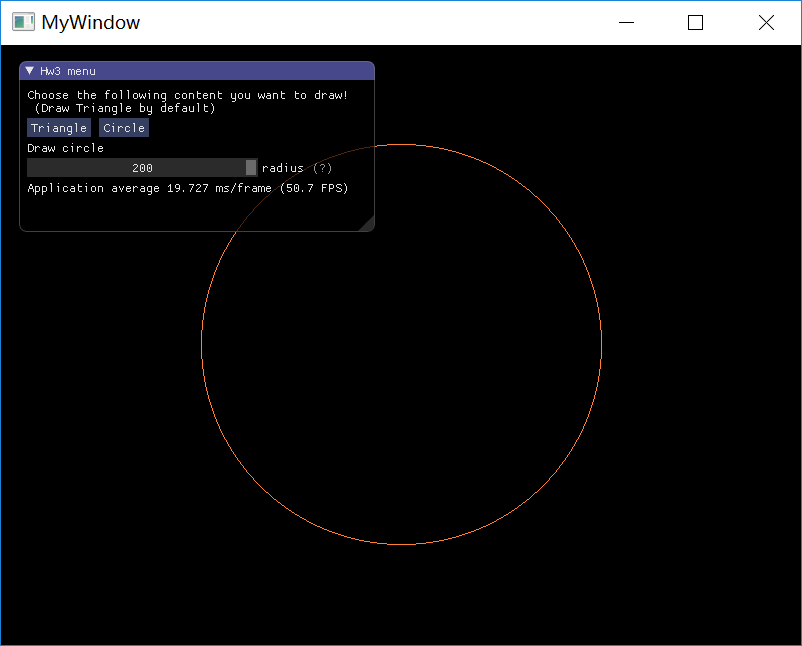 MyWindow
Hw3 menu
Choose the following content you want to draw!
(Draw Triangle by default)
Triangle Circle
Draw circle
200 radius (?)
Application average 19.727 ms/frame (50.7 FPS)